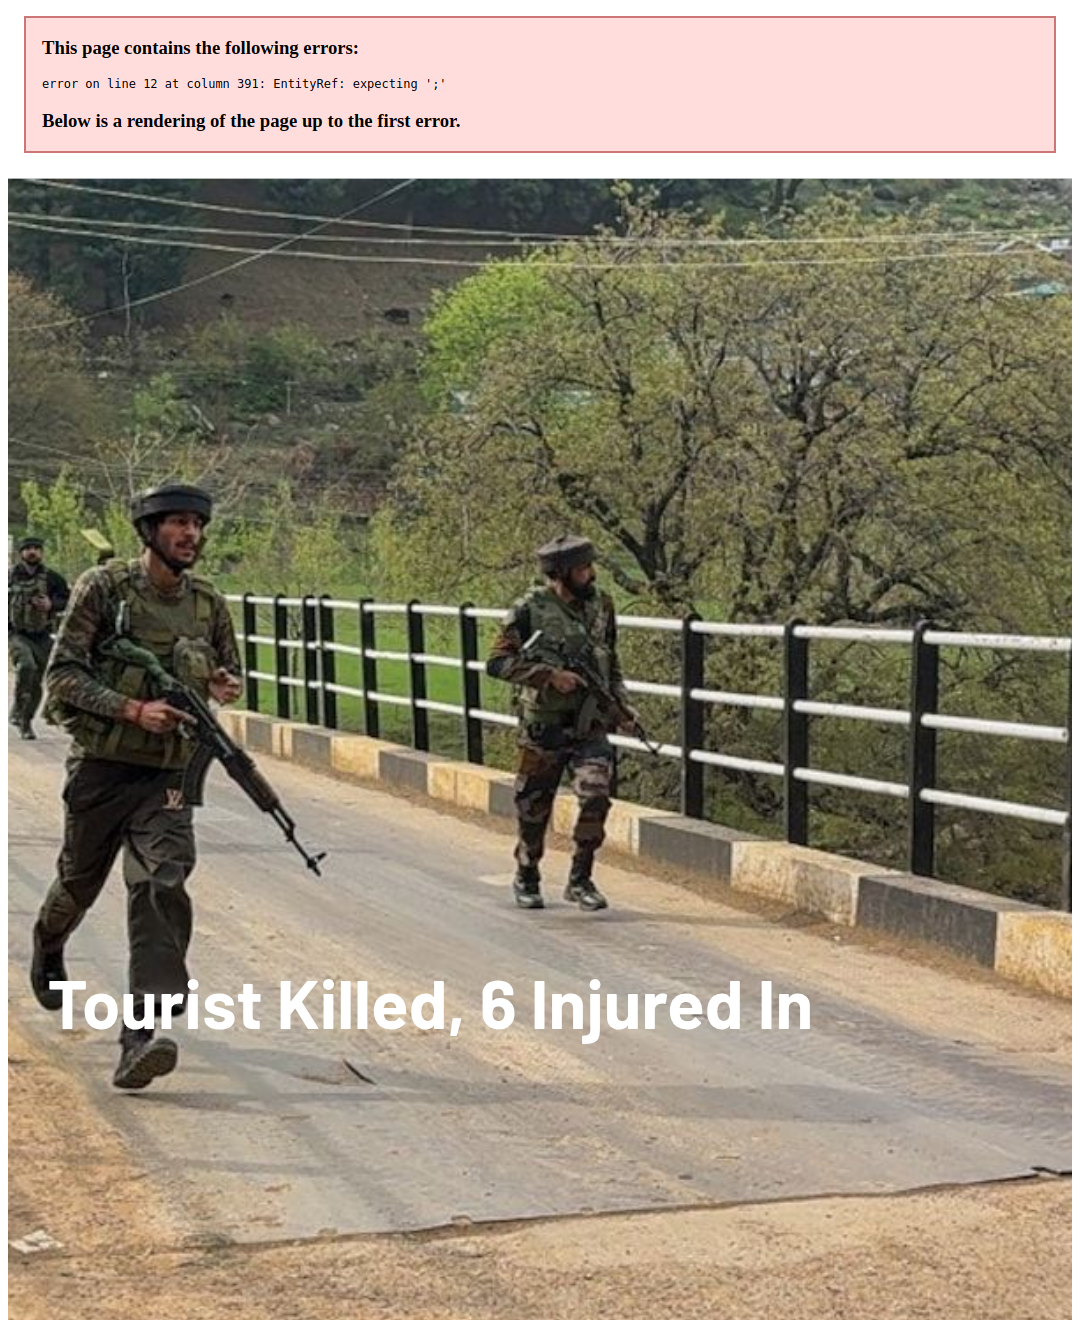 This page contains the following errors:
error on line 12 at column 391: EntityRef: expecting ';'
Below is a rendering of the page up to the first error.
Tourist Killed, 6 Injured In